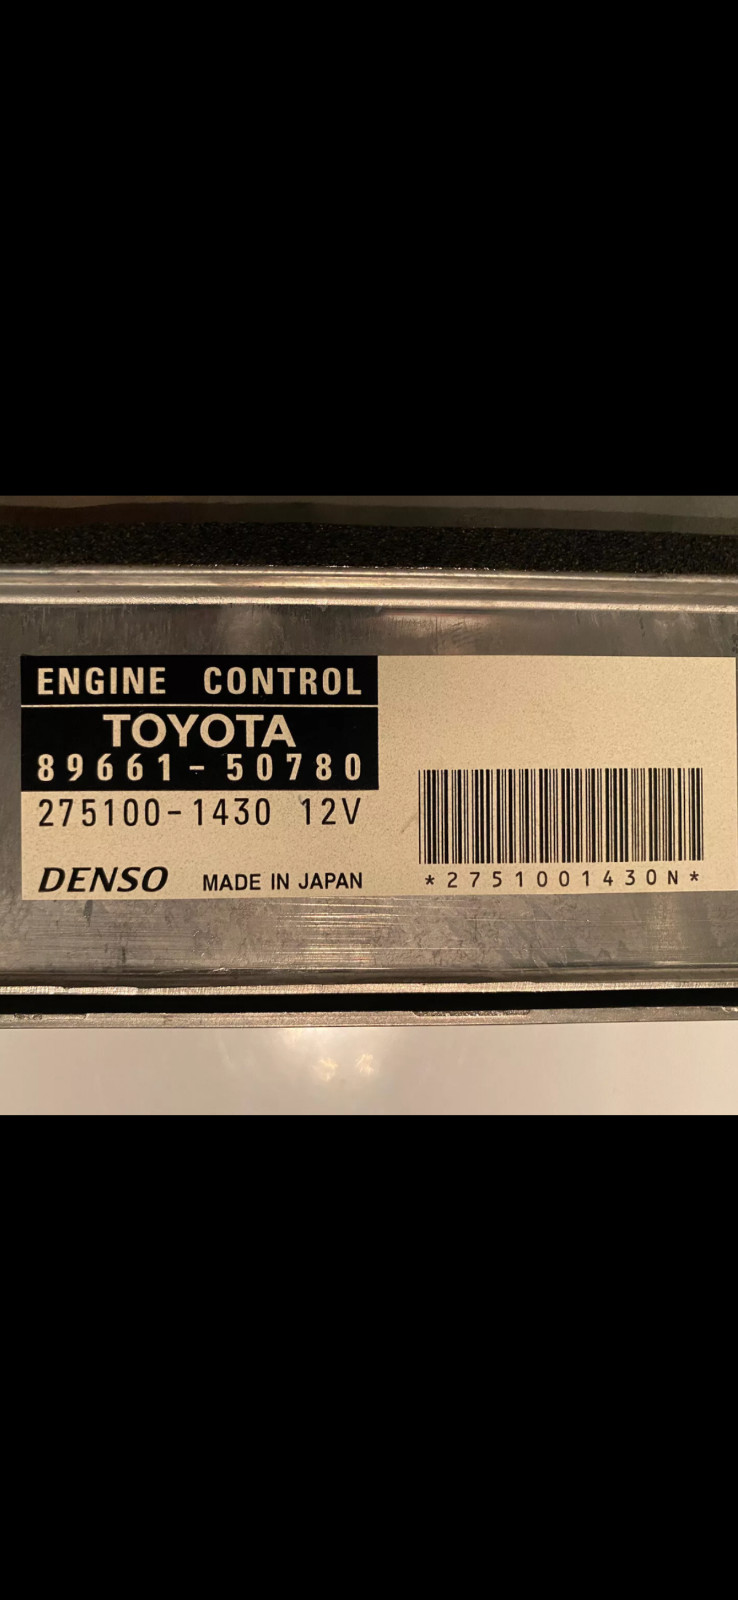 ENGINE CONTROL
TOYOTA
89661-50780
275100-1430 12V
DENSO MADE IN JAPAN
*2751001430N*